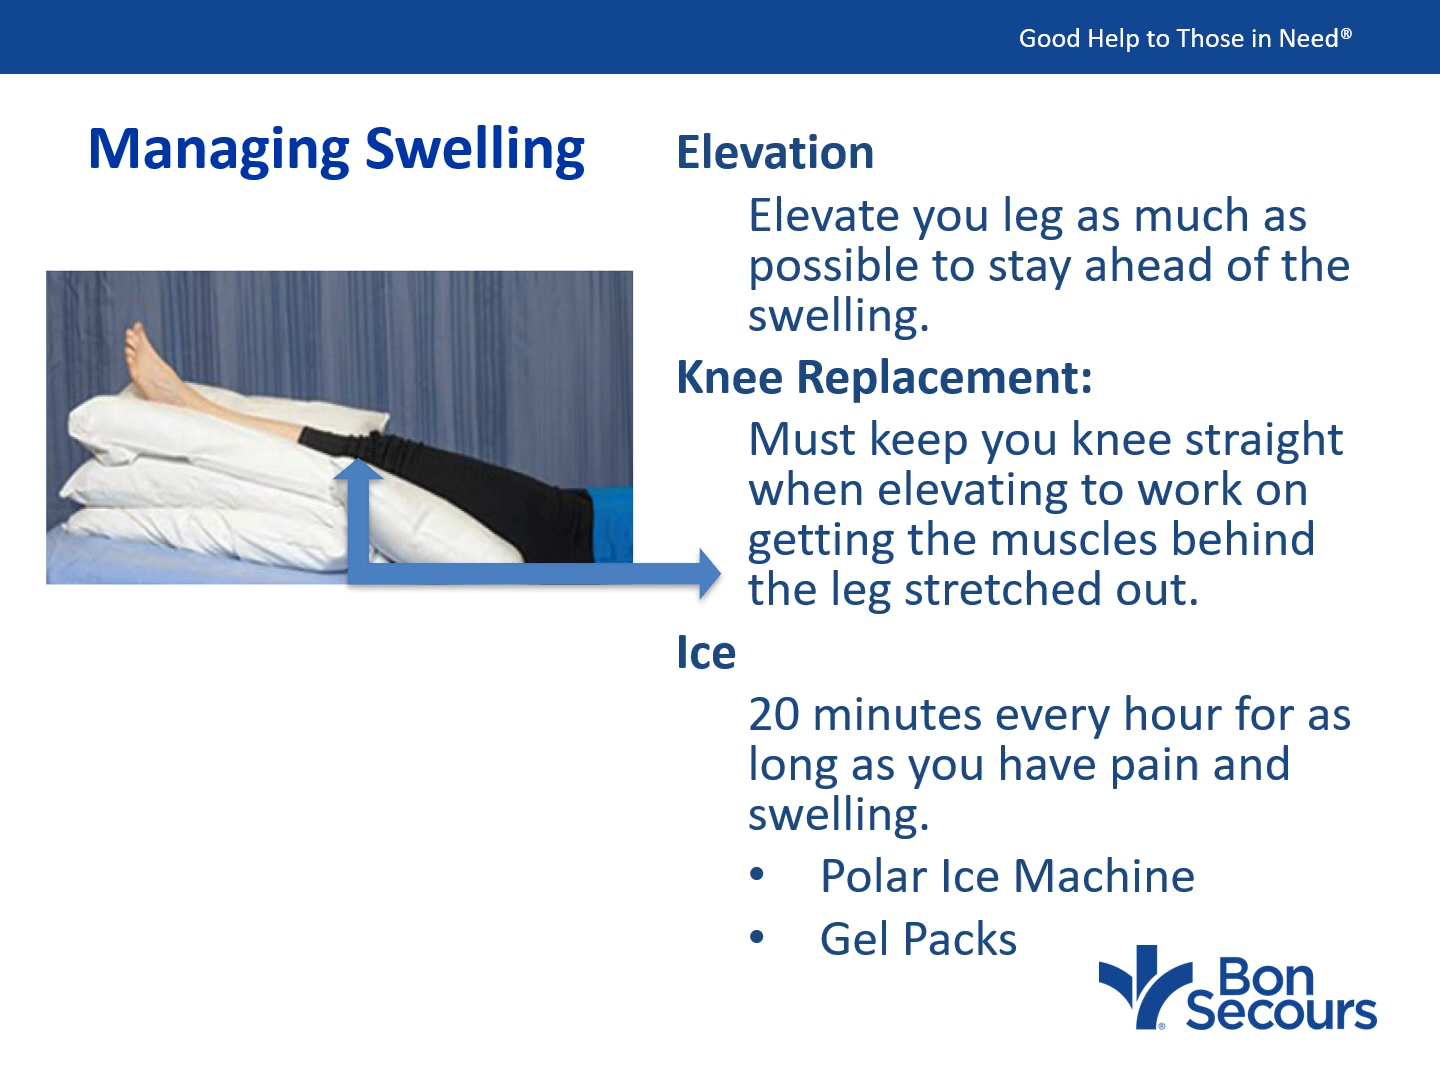 Good Help to Those in Need®
Managing Swelling
Elevation
Elevate you leg as much as
possible to stay ahead of the
swelling.
Knee Replacement:
Must keep you knee straight
when elevating to work on
getting the muscles behind
the leg stretched out.
Ice
20 minutes every hour for as
long as you have pain and
swelling.
• Polar Ice Machine
• Gel Packs
Bon
Secours®